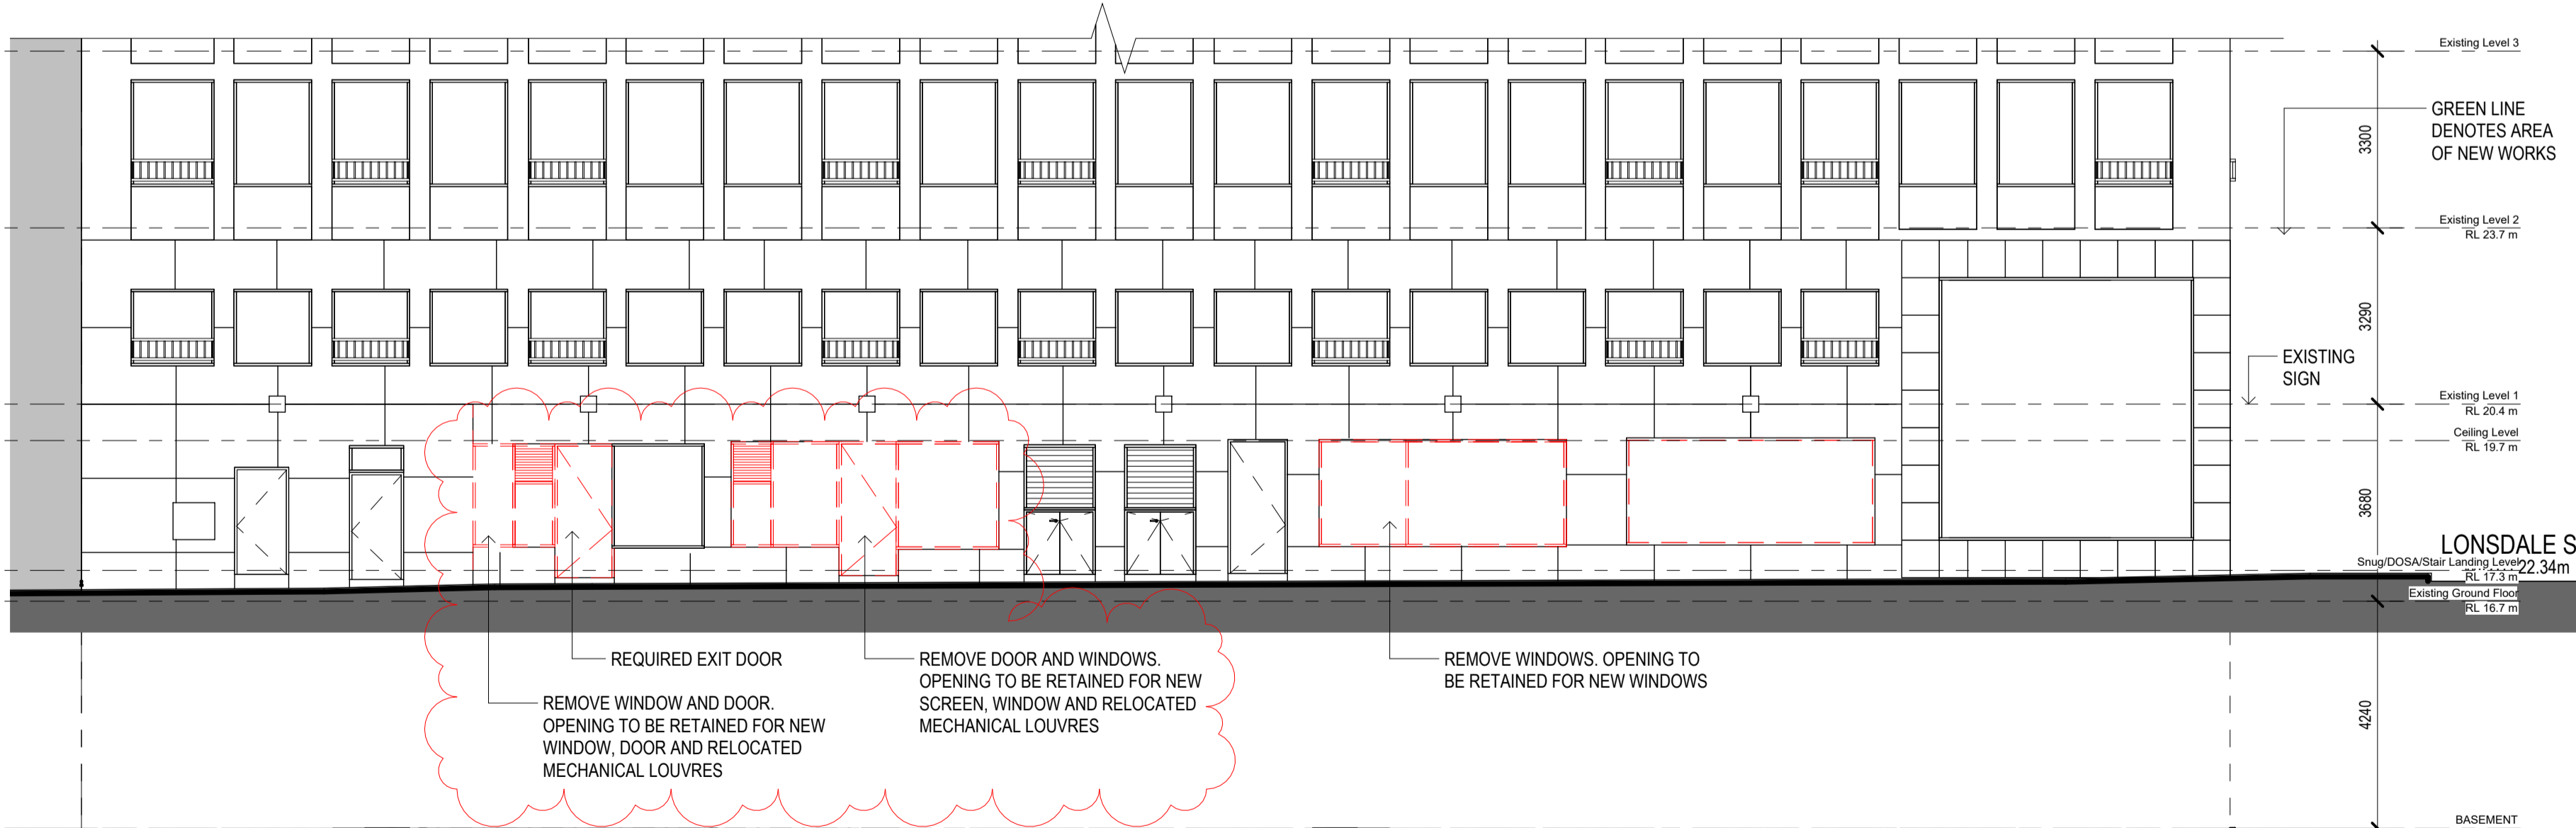 Existing Level 3
GREEN LINE
DENOTES AREA
OF NEW WORKS
3300
Existing Level 2
RL 23.7 m
3290
EXISTING
SIGN
Existing Level 1
RL 20.4 m
Ceiling Level
RL 19.7 m
3680
LONSDALE S
22.34m
Snug/DOSA/Stair Landing Level
RL 17.3 m
Existing Ground Floor
RL 16.7 m
REQUIRED EXIT DOOR
REMOVE WINDOW AND DOOR.
OPENING TO BE RETAINED FOR NEW
WINDOW, DOOR AND RELOCATED
MECHANICAL LOUVRES
REMOVE DOOR AND WINDOWS.
OPENING TO BE RETAINED FOR NEW
SCREEN, WINDOW AND RELOCATED
MECHANICAL LOUVRES
REMOVE WINDOWS. OPENING TO
BE RETAINED FOR NEW WINDOWS
4240
BASEMENT